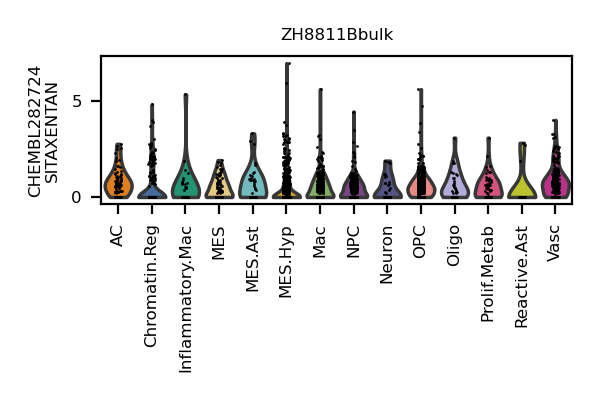 ZH8811Bbulk
CHEMBL282724
SITAXENTAN
5
0
AC
Chromatin.Reg
Inflammatory.Mac
MES
MES.Ast
MES.Hyp
Mac
NPC
Neuron
OPC
Oligo
Prolif.Metab
Reactive.Ast
Vasc